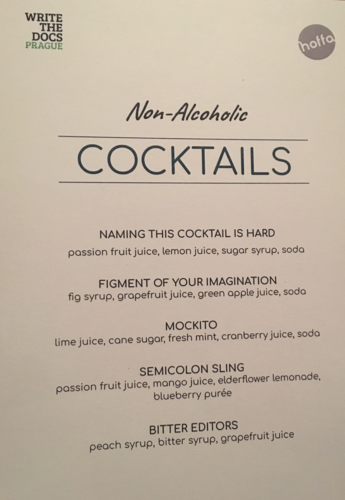 WRITE
THE
DOCS
PRAGUE
hoffa
Non-Alcoholic
COCKTAILS
NAMING THIS COCKTAIL IS HARD
passion fruit juice, lemon juice, sugar syrup, soda
FIGMENT OF YOUR IMAGINATION
fig syrup, grapefruit juice, green apple juice, soda
MOCKITO
lime juice, cane sugar, fresh mint, cranberry juice, soda
SEMICOLON SLING
passion fruit juice, mango juice, elderflower lemonade,
blueberry purée
BITTER EDITORS
peach syrup, bitter syrup, grapefruit juice